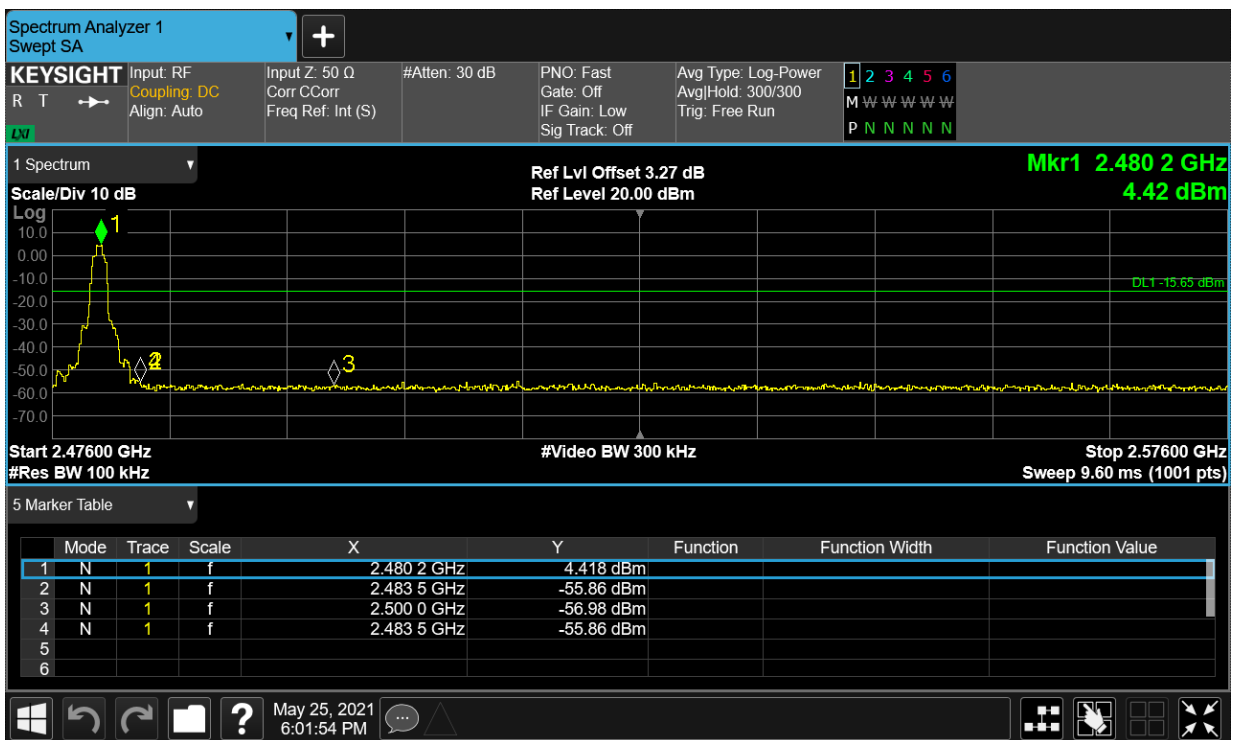 Spectrum Analyzer 1
Swept SA
+
KEYSIGHT Input: RF Input Z: 50 Ω #Atten: 30 dB PNO: Fast Avg Type: Log-Power 1 2 3 4 5 6
R T Coupling: DC Corr CCorr Gate: Off Avg|Hold: 300/300 M W W W W W W
Align: Auto Freq Ref: Int (S) IF Gain: Low Trig: Free Run
LXI Sig Track: Off P N N N N N N
1 Spectrum Ref Lvl Offset 3.27 dB Mkr1 2.480 2 GHz
Scale/Div 10 dB Ref Level 20.00 dBm 4.42 dBm
Log
1
10.0
0.00
-10.0
DL1 -15.65 dBm
-20.0
-30.0
-40.0
2 4 3
-50.0
-60.0
-70.0
Start 2.47600 GHz #Video BW 300 kHz Stop 2.57600 GHz
#Res BW 100 kHz Sweep 9.60 ms (1001 pts)
5 Marker Table
Mode Trace Scale X Y Function Function Width Function Value
1 N 1 f 2.480 2 GHz 4.418 dBm
2 N 1 f 2.483 5 GHz -55.86 dBm
3 N 1 f 2.500 0 GHz -56.98 dBm
4 N 1 f 2.483 5 GHz -55.86 dBm
5
6
? May 25, 2021
6:01:54 PM